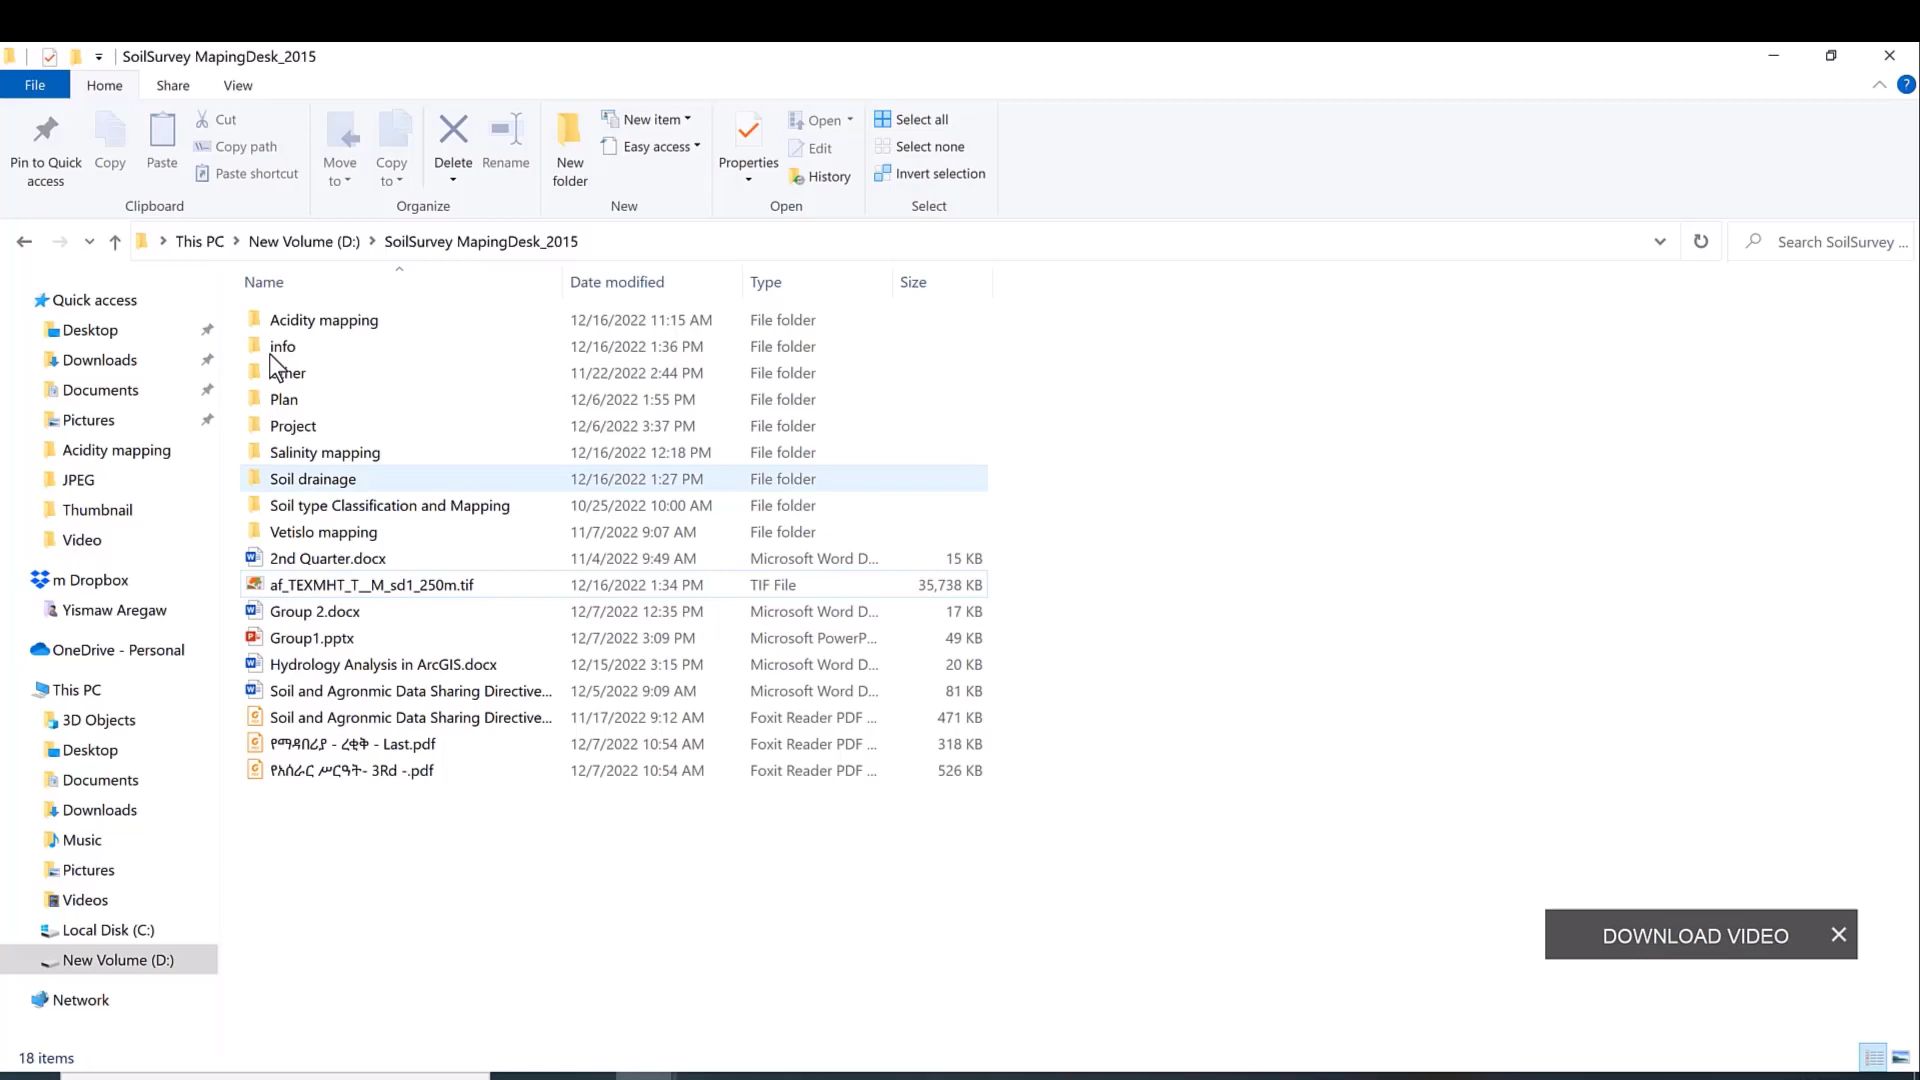 SoilSurvey MapingDesk_2015
File Home Share View
Pin to Quick access
Copy
Paste
Cut
Copy path
Paste shortcut
Clipboard
Move to
Copy to
Delete
Rename
Organize
New folder
New item
Easy access
New
Properties
Open
Edit
History
Open
Select all
Select none
Invert selection
Select
This PC > New Volume (D:) > SoilSurvey MapingDesk_2015
Search SoilSurvey ...
Quick access
Desktop
Downloads
Documents
Pictures
Acidity mapping
JPEG
Thumbnail
Video
m Dropbox
Yismaw Aregaw
OneDrive - Personal
This PC
3D Objects
Desktop
Documents
Downloads
Music
Pictures
Videos
Local Disk (C:)
New Volume (D:)
Network
Name Date modified Type Size
Acidity mapping 12/16/2022 11:15 AM File folder
info 12/16/2022 1:36 PM File folder
11/22/2022 2:44 PM File folder
Plan 12/6/2022 1:55 PM File folder
Project 12/6/2022 3:37 PM File folder
Salinity mapping 12/16/2022 12:18 PM File folder
Soil drainage 12/16/2022 1:27 PM File folder
Soil type Classification and Mapping 10/25/2022 10:00 AM File folder
Vetislo mapping 11/7/2022 9:07 AM File folder
2nd Quarter.docx 11/4/2022 9:49 AM Microsoft Word D... 15 KB
af_TEXMHT_T__M_sd1_250m.tif 12/16/2022 1:34 PM TIF File 35,738 KB
Group 2.docx 12/7/2022 12:35 PM Microsoft Word D... 17 KB
Group1.pptx 12/7/2022 3:09 PM Microsoft PowerP... 49 KB
Hydrology Analysis in ArcGIS.docx 12/15/2022 3:15 PM Microsoft Word D... 20 KB
Soil and Agronmic Data Sharing Directive... 12/5/2022 9:09 AM Microsoft Word D... 81 KB
Soil and Agronmic Data Sharing Directive... 11/17/2022 9:12 AM Foxit Reader PDF ... 471 KB
የማዳበሪያ - ረቂቅ - Last.pdf 12/7/2022 10:54 AM Foxit Reader PDF ... 318 KB
የአሰራር ሥርዓት- 3Rd -.pdf 12/7/2022 10:54 AM Foxit Reader PDF ... 526 KB
DOWNLOAD VIDEO
18 items